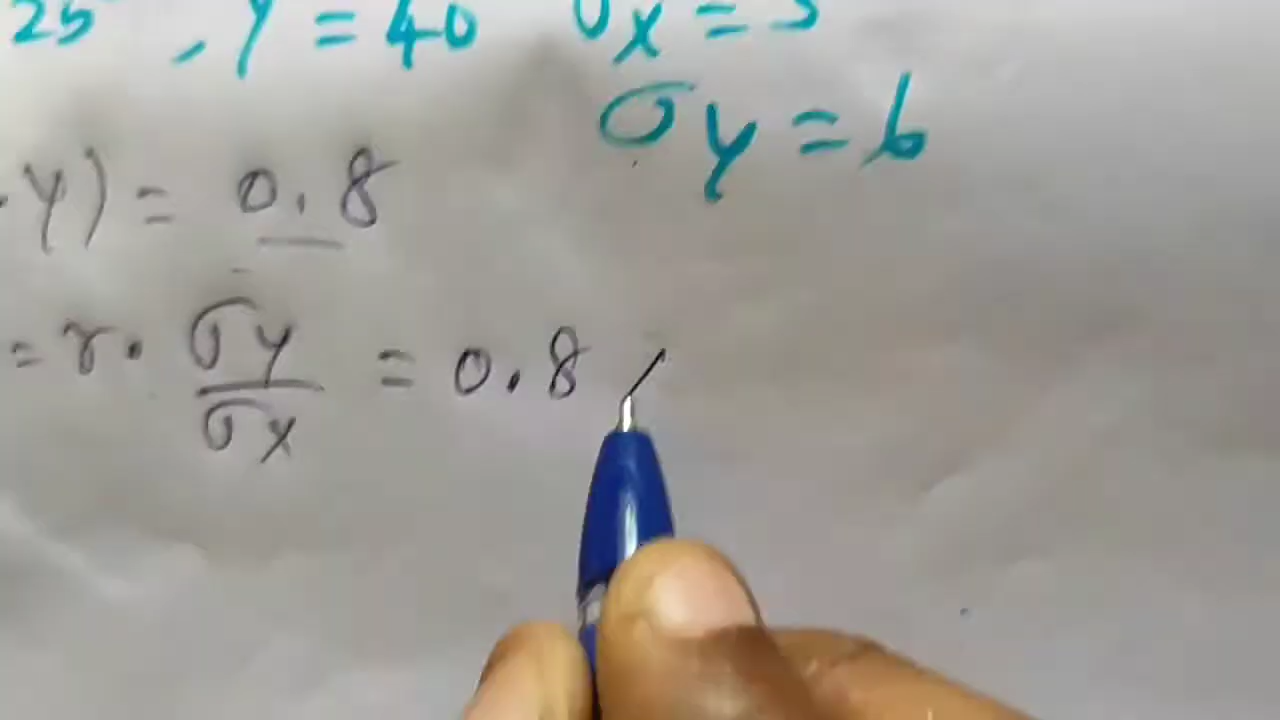 25 , y = 40 σx = 5
σy = 6
. y) = 0.8
= r. σy/σx = 0.8